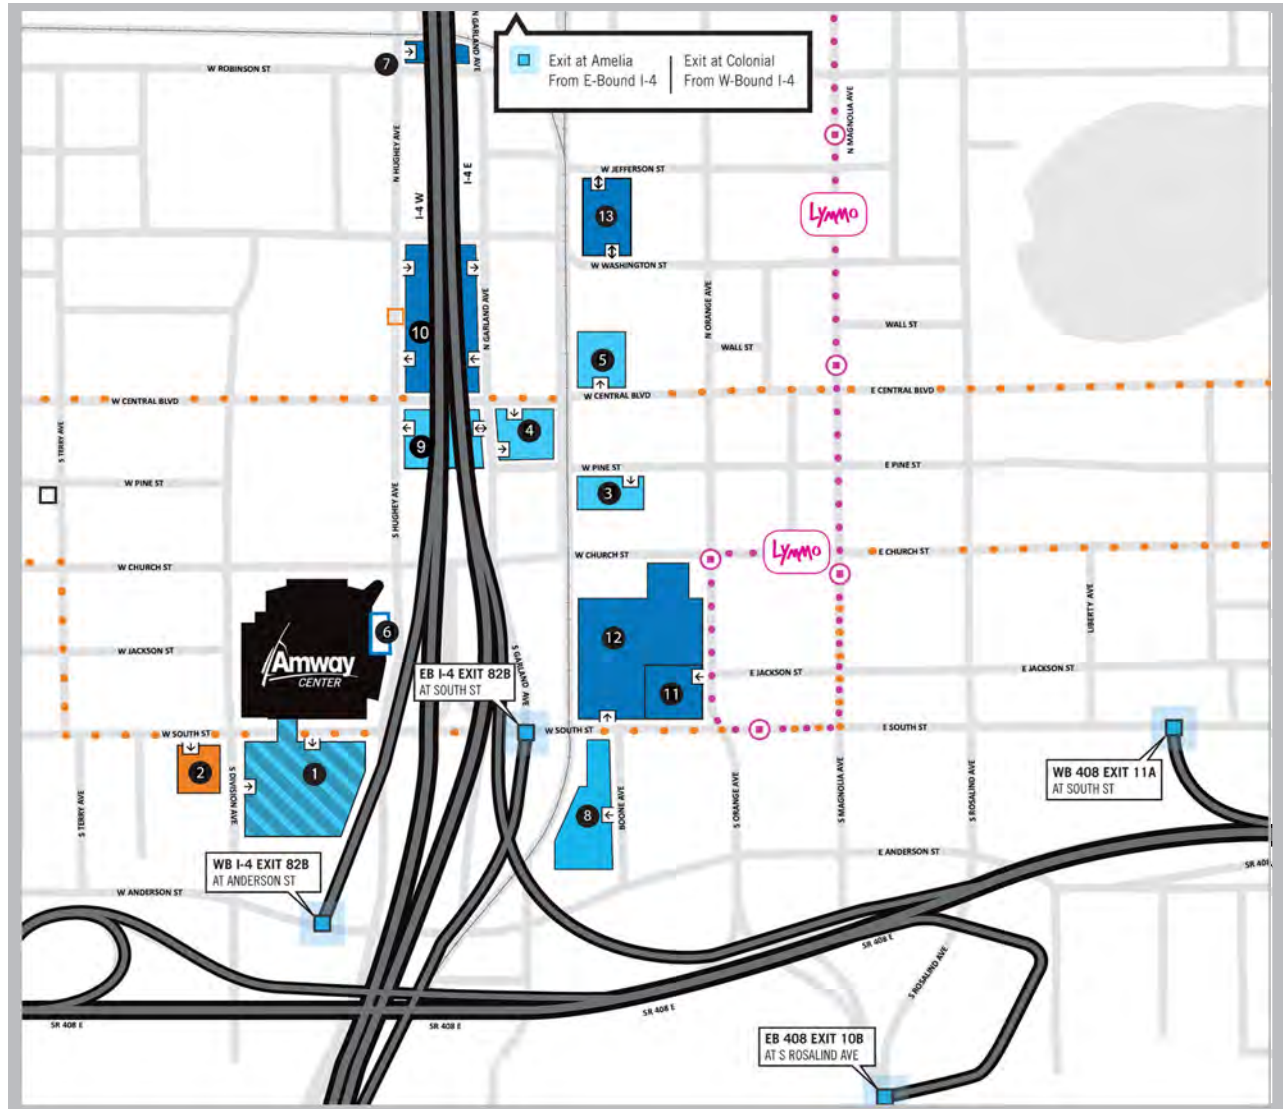 N GARLAND AVE
Exit at Amelia
From E-Bound I-4
Exit at Colonial
From W-Bound I-4
7
W ROBINSON ST
N MAGNOLIA AVE
N HUGHEY AVE
I-4 E
I-4 W
W JEFFERSON ST
13
Lymmo
W WASHINGTON ST
N GARLAND AVE
N ORANGE AVE
10
WALL ST
WALL ST
5
W CENTRAL BLVD
W CENTRAL BLVD
E CENTRAL BLVD
S TERRY AVE
9
4
W PINE ST
E PINE ST
W PINE ST
3
S HUGHEY AVE
W CHURCH ST
Lymmo
E CHURCH ST
W CHURCH ST
LIBERTY AVE
6
12
W JACKSON ST
Amway
CENTER
S GARLAND AVE
EB I-4 EXIT 82B
AT SOUTH ST
E JACKSON ST
E JACKSON ST
11
W SOUTH ST
W SOUTH ST
E SOUTH ST
2
1
S DIVISION AVE
S TERRY AVE
8
BOONE AVE
S ORANGE AVE
S MAGNOLIA AVE
S ROSALIND AVE
WB 408 EXIT 11A
AT SOUTH ST
WB I-4 EXIT 82B
AT ANDERSON ST
E ANDERSON ST
SR 408
W ANDERSON ST
SR 408 E
S ROSALIND AVE
SR 408 E
SR 408 E
SR 408 E
EB 408 EXIT 10B
AT S ROSALIND AVE